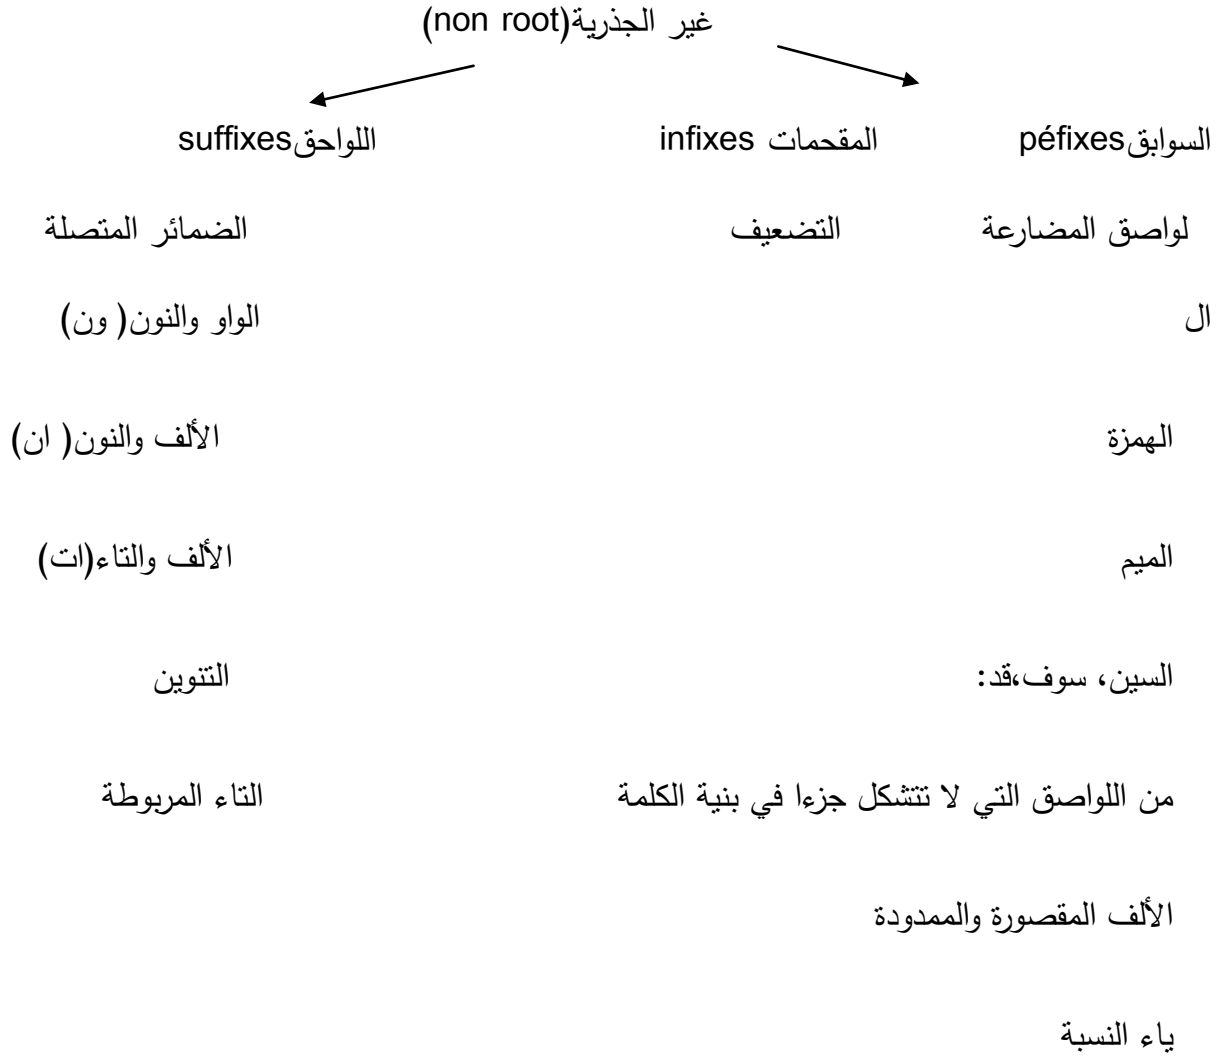 غير الجذرية(non root)
السوابقpéfixes المقحمات infixes اللواحقsuffixes
لواصق المضارعة التضعيف الضمائر المتصلة
ال الواو والنون( ون)
الهمزة الألف والنون( ان)
الميم الألف والتاء(ات)
السين، سوف،قد: التنوين
من اللواصق التي لا تتشكل جزءا في بنية الكلمة التاء المربوطة
الألف المقصورة والممدودة
ياء النسبة